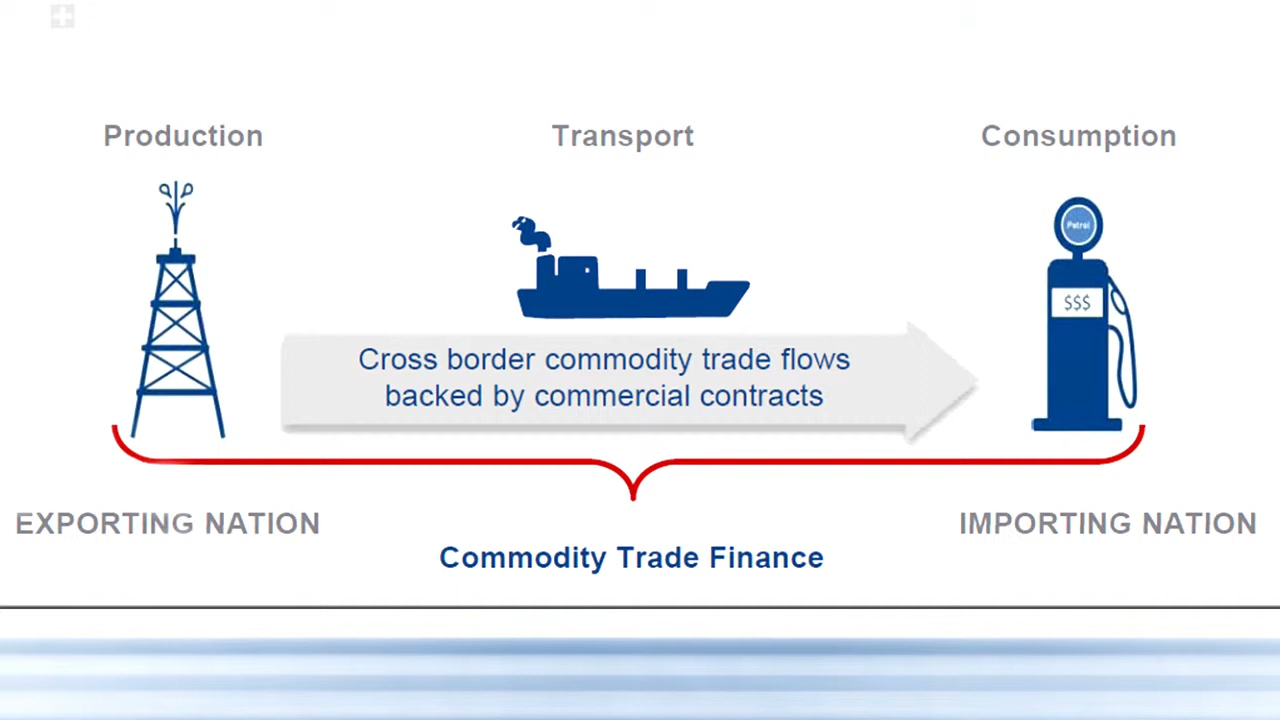 Production
Transport
Consumption
Petrol
$$$
Cross border commodity trade flows
backed by commercial contracts
EXPORTING NATION
IMPORTING NATION
Commodity Trade Finance